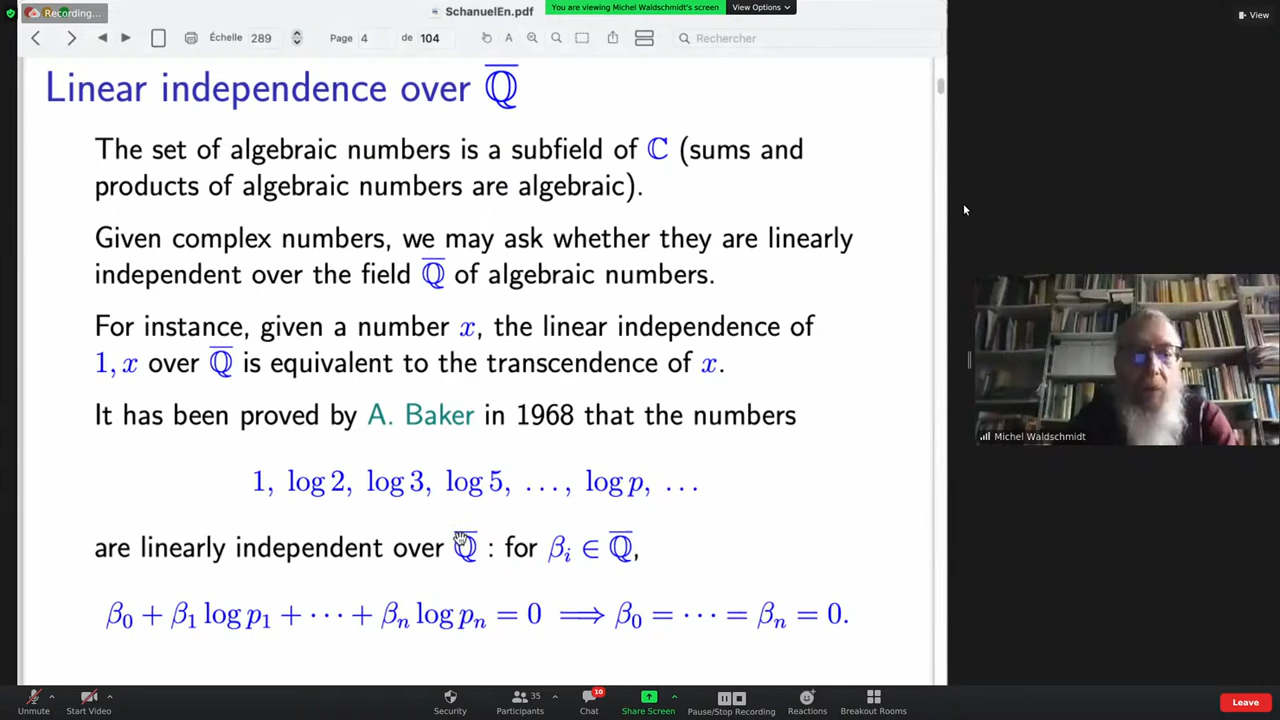 Recording...
SchanuelEn.pdf
You are viewing Michel Waldschmidt's screen
View Options
View
Échelle 289
Page 4 de 104
Rechercher
Linear independence over ℚ̅
The set of algebraic numbers is a subfield of ℂ (sums and
products of algebraic numbers are algebraic).
Given complex numbers, we may ask whether they are linearly
independent over the field ℚ̅ of algebraic numbers.
For instance, given a number x, the linear independence of
1, x over ℚ̅ is equivalent to the transcendence of x.
It has been proved by A. Baker in 1968 that the numbers
1, log 2, log 3, log 5, …, log p, …
are linearly independent over ℚ̅ : for βᵢ ∈ ℚ̅,
β₀ + β₁ log p₁ + ⋯ + βₙ log pₙ = 0 ⟹ β₀ = ⋯ = βₙ = 0.
Michel Waldschmidt
Unmute
Start Video
Security
Participants
35
Chat
10
Share Screen
Pause/Stop Recording
Reactions
Breakout Rooms
Leave